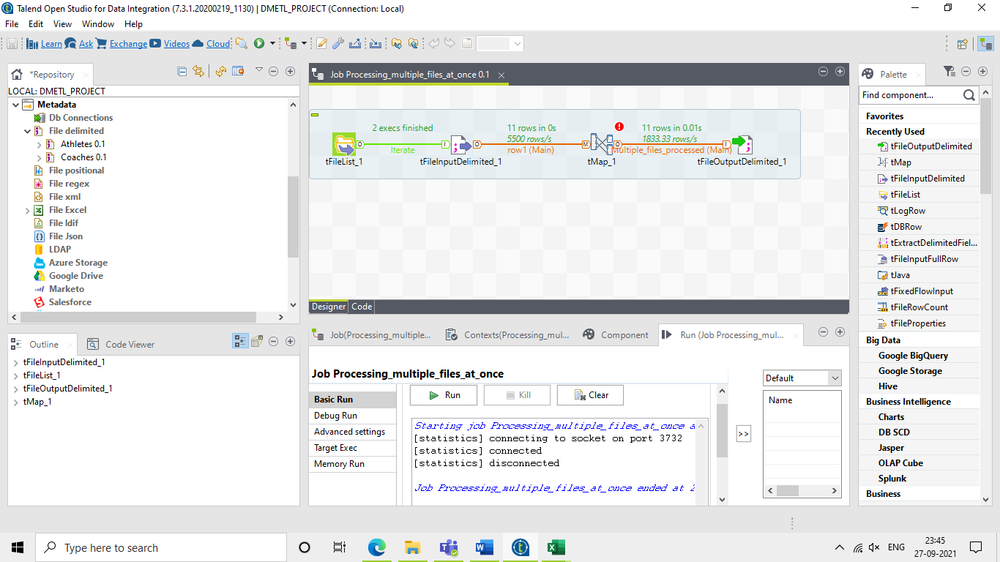 Talend Open Studio for Data Integration (7.3.1.20200219_1130) | DMETL_PROJECT (Connection: Local)
File Edit View Window Help
Learn Ask Exchange Videos Cloud
*Repository
LOCAL: DMETL_PROJECT
Metadata
Db Connections
File delimited
Athletes 0.1
Coaches 0.1
File positional
File regex
File xml
File Excel
File ldif
File Json
LDAP
Azure Storage
Google Drive
Marketo
Salesforce
Outline
Code Viewer
tFileInputDelimited_1
tFileList_1
tFileOutputDelimited_1
tMap_1
Job Processing_multiple_files_at_once 0.1
2 execs finished
Iterate
11 rows in 0s
5500 rows/s
row1 (Main)
11 rows in 0.01s
1833.33 rows/s
Multiple_files_processed (Main)
tFileList_1
tFileInputDelimited_1
tMap_1
tFileOutputDelimited_1
Designer Code
Job(Processing_multiple...
Contexts(Processing_mul...
Component
Run (Job Processing_mul...
Job Processing_multiple_files_at_once
Basic Run
Debug Run
Advanced settings
Target Exec
Memory Run
Run
Kill
Clear
Starting job Processing_multiple_files_at_once a
[statistics] connecting to socket on port 3732
[statistics] connected
[statistics] disconnected
Job Processing_multiple_files_at_once ended at 2
>>
Default
Name
Palette
Find component...
Favorites
Recently Used
tFileOutputDelimited
tMap
tFileInputDelimited
tFileList
tLogRow
tDBRow
tExtractDelimitedFiel...
tFileInputFullRow
tJava
tFixedFlowInput
tFileRowCount
tFileProperties
Big Data
Google BigQuery
Google Storage
Hive
Business Intelligence
Charts
DB SCD
Jasper
OLAP Cube
Splunk
Business
Type here to search
ENG
23:45
27-09-2021